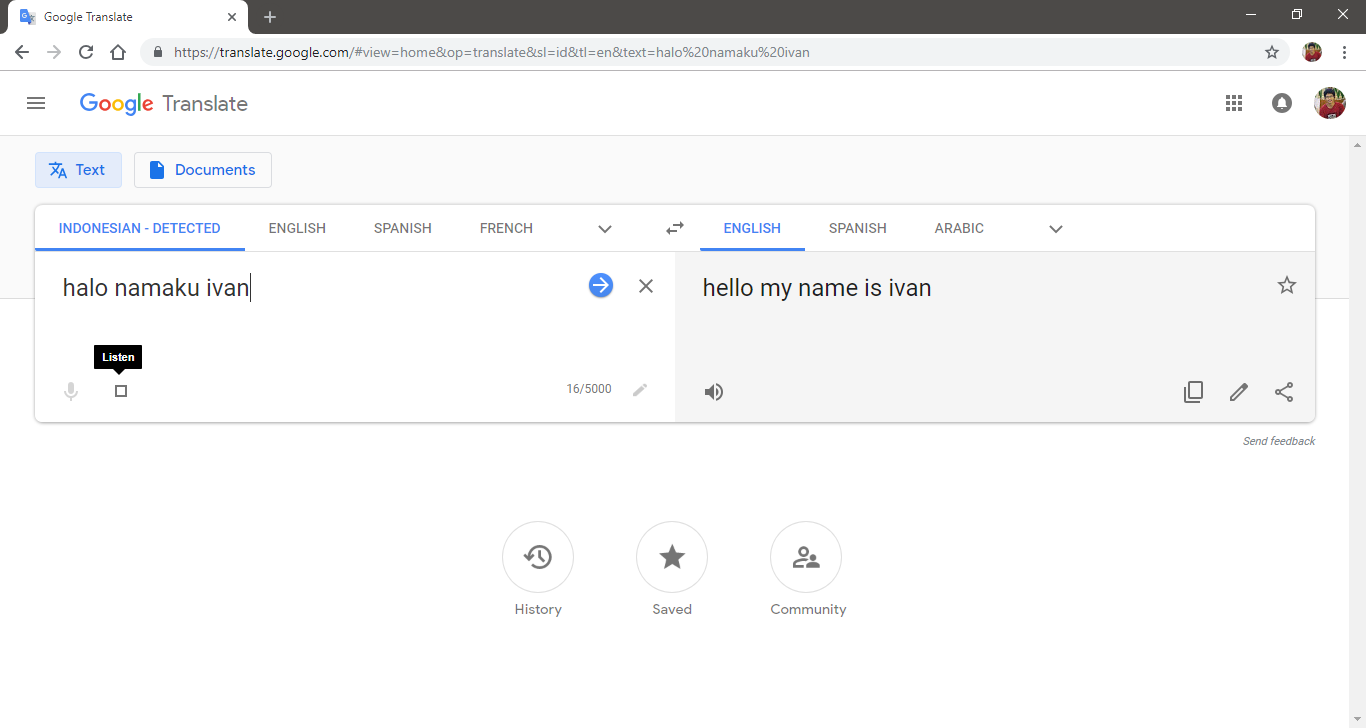 Google Translate
https://translate.google.com/#view=home&op=translate&sl=id&tl=en&text=halo%20namaku%20ivan
Google Translate
Text Documents
INDONESIAN - DETECTED ENGLISH SPANISH FRENCH ENGLISH SPANISH ARABIC
halo namaku ivan hello my name is ivan
Listen
16/5000
Send feedback
History Saved Community